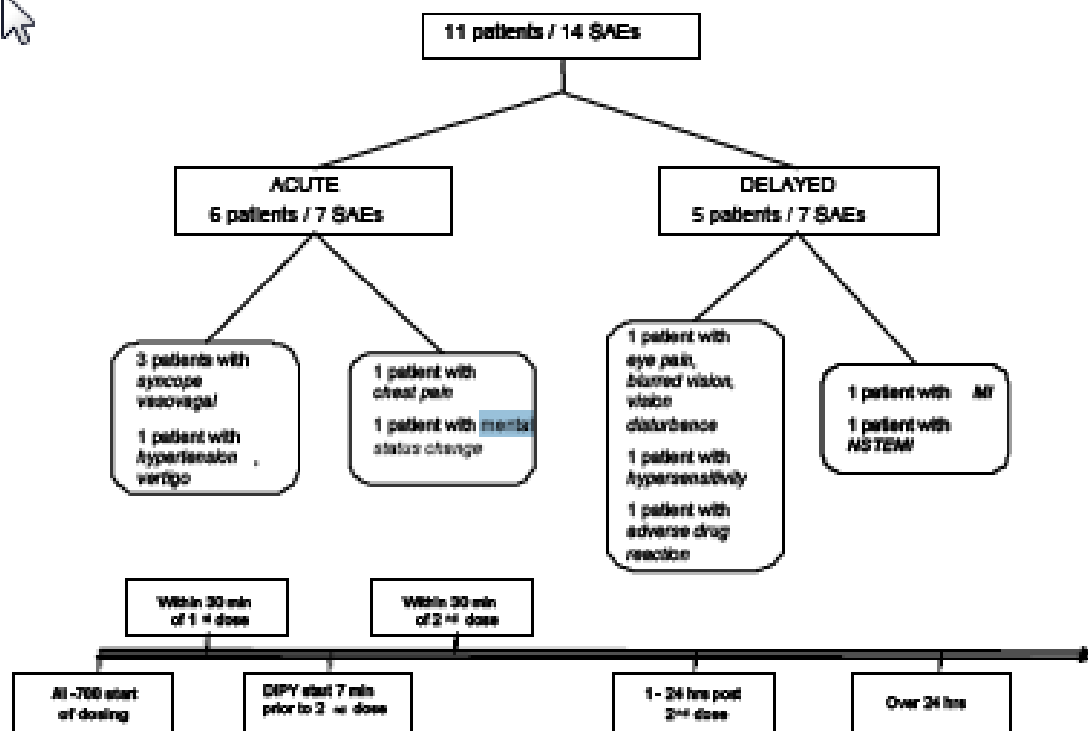 11 patients / 14 SAEs
ACUTE
6 patients / 7 SAEs
DELAYED
5 patients / 7 SAEs
3 patients with
syncope
vasovagal
1 patient with
hypertension ,
vertigo
1 patient with
chest pain
1 patient with mental
status change
1 patient with
eye pain,
blurred vision,
vision
disturbance
1 patient with
hypersensitivity
1 patient with
adverse drug
reaction
1 patient with MI
1 patient with
NSTEMI
Within 30 min
of 1 st dose
Within 30 min
of 2 nd dose
AI-700 start
of dosing
DIPY start 7 min
prior to 2 nd dose
1- 24 hrs post
2nd dose
Over 24 hrs